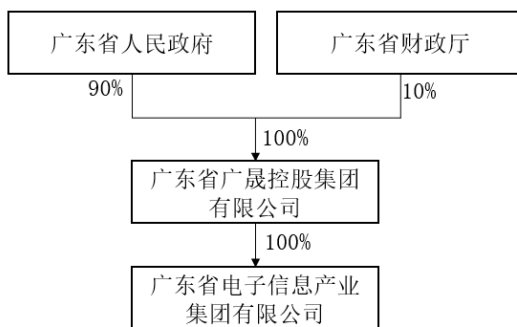 广东省人民政府
广东省财政厅
90%
10%
100%
广东省广晟控股集团
有限公司
100%
广东省电子信息产业
集团有限公司